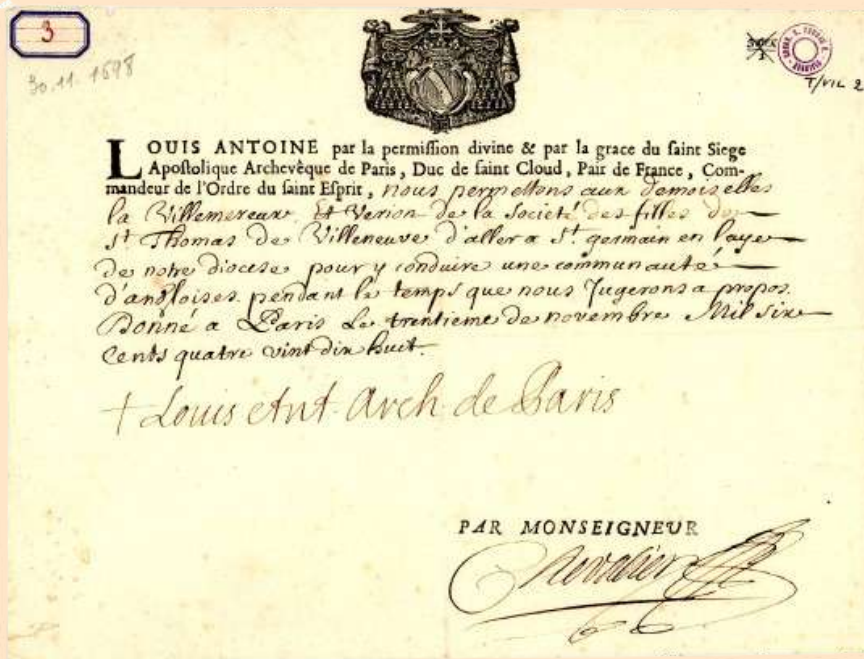 3
30.11.1698
T/VIL 2
LOUIS ANTOINE par la permiſſion divine & par la grace du ſaint Siege
Apoſtolique Archevêque de Paris, Duc de ſaint Cloud, Pair de France, Com-
mandeur de l'Ordre du ſaint Eſprit, nous permettons aux demoiselles
la Villemereux Et Verion de la Societé des filles de
St Thomas de Villeneuve d'aller a St. germain en laye
de notre diocese pour y conduire une communauté
d'angloises pendant le temps que nous Jugerons a propos.
Donné a Paris Le trentieme de novembre Mil six
Cents quatre vint dix huit.
+ Louis Ant. Arch. de Paris
PAR MONSEIGNEUR
Chevalier